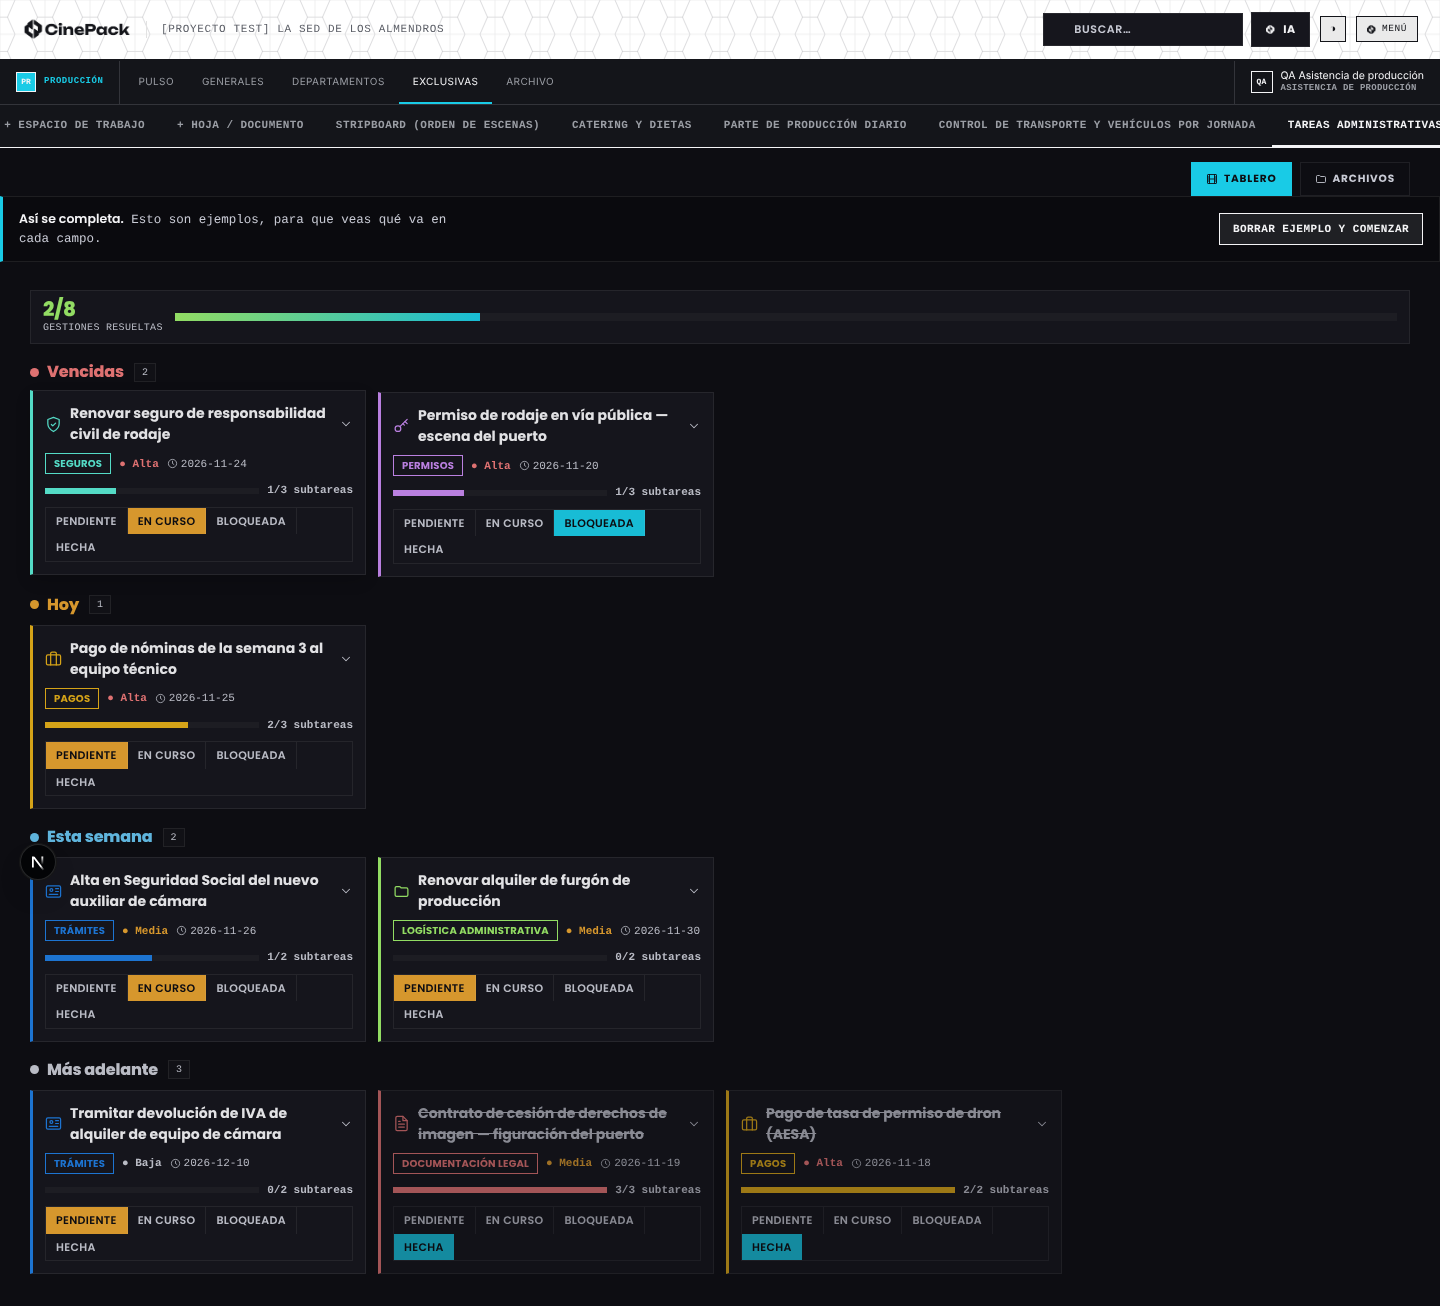 CinePack
[PROYECTO TEST] LA SED DE LOS ALMENDROS
BUSCAR…
IA
MENÚ
PR
PRODUCCIÓN
PULSO
GENERALES
DEPARTAMENTOS
EXCLUSIVAS
ARCHIVO
QA
QA Asistencia de producción
ASISTENCIA DE PRODUCCIÓN
+ ESPACIO DE TRABAJO
+ HOJA / DOCUMENTO
STRIPBOARD (ORDEN DE ESCENAS)
CATERING Y DIETAS
PARTE DE PRODUCCIÓN DIARIO
CONTROL DE TRANSPORTE Y VEHÍCULOS POR JORNADA
TAREAS ADMINISTRATIVAS
TABLERO
ARCHIVOS
Así se completa. Esto son ejemplos, para que veas qué va en
cada campo.
BORRAR EJEMPLO Y COMENZAR
2/8
GESTIONES RESUELTAS
Vencidas 2
Renovar seguro de responsabilidad
civil de rodaje
SEGUROS ● Alta 2026-11-24
1/3 subtareas
PENDIENTE EN CURSO BLOQUEADA
HECHA
Permiso de rodaje en vía pública —
escena del puerto
PERMISOS ● Alta 2026-11-20
1/3 subtareas
PENDIENTE EN CURSO BLOQUEADA
HECHA
Hoy 1
Pago de nóminas de la semana 3 al
equipo técnico
PAGOS ● Alta 2026-11-25
2/3 subtareas
PENDIENTE EN CURSO BLOQUEADA
HECHA
Esta semana 2
N
Alta en Seguridad Social del nuevo
auxiliar de cámara
TRÁMITES ● Media 2026-11-26
1/2 subtareas
PENDIENTE EN CURSO BLOQUEADA
HECHA
Renovar alquiler de furgón de
producción
LOGÍSTICA ADMINISTRATIVA ● Media 2026-11-30
0/2 subtareas
PENDIENTE EN CURSO BLOQUEADA
HECHA
Más adelante 3
Tramitar devolución de IVA de
alquiler de equipo de cámara
TRÁMITES ● Baja 2026-12-10
0/2 subtareas
PENDIENTE EN CURSO BLOQUEADA
HECHA
Contrato de cesión de derechos de
imagen — figuración del puerto
DOCUMENTACIÓN LEGAL ● Media 2026-11-19
3/3 subtareas
PENDIENTE EN CURSO BLOQUEADA
HECHA
Pago de tasa de permiso de dron
(AESA)
PAGOS ● Alta 2026-11-18
2/2 subtareas
PENDIENTE EN CURSO BLOQUEADA
HECHA